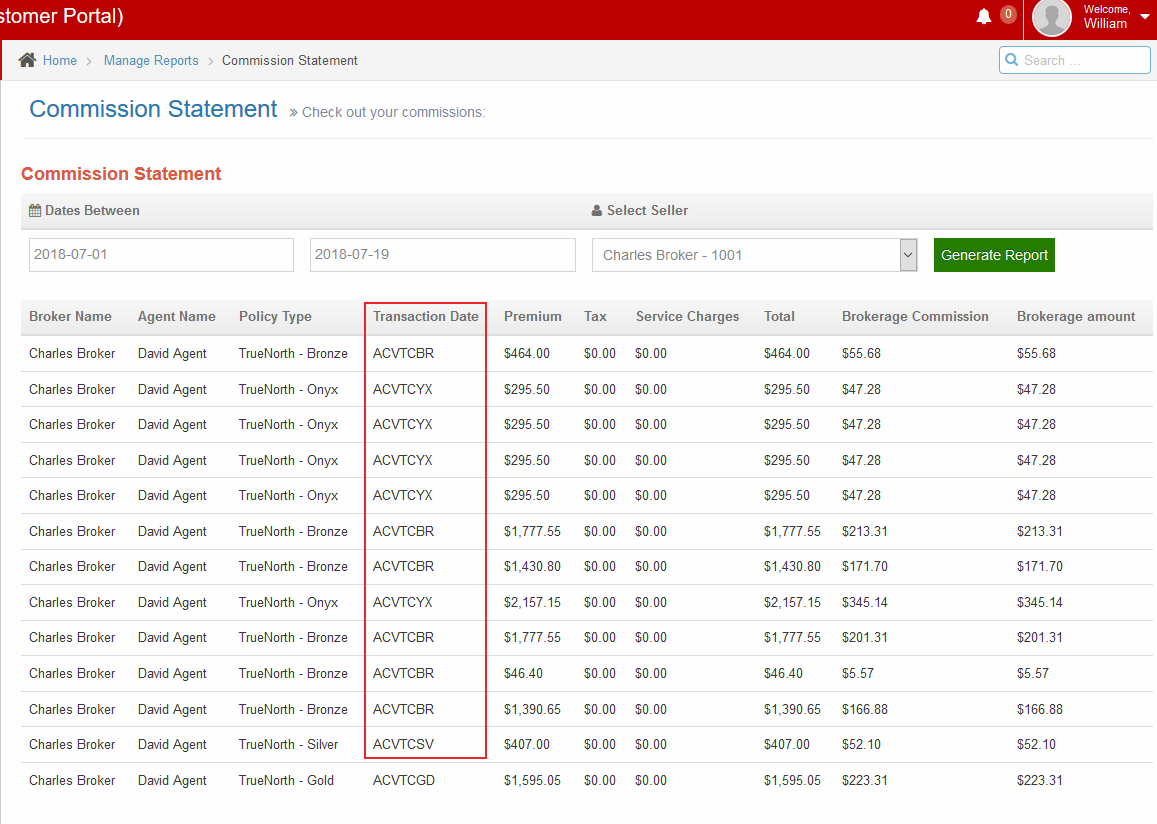 stomer Portal)
0
Welcome,
William
Home
Manage Reports
Commission Statement
Search ...
Commission Statement » Check out your commissions:
Commission Statement
Dates Between Select Seller
2018-07-01 2018-07-19 Charles Broker - 1001 Generate Report
Broker Name Agent Name Policy Type Transaction Date Premium Tax Service Charges Total Brokerage Commission Brokerage amount
Charles Broker David Agent TrueNorth - Bronze ACVTCBR $464.00 $0.00 $0.00 $464.00 $55.68 $55.68
Charles Broker David Agent TrueNorth - Onyx ACVTCYX $295.50 $0.00 $0.00 $295.50 $47.28 $47.28
Charles Broker David Agent TrueNorth - Onyx ACVTCYX $295.50 $0.00 $0.00 $295.50 $47.28 $47.28
Charles Broker David Agent TrueNorth - Onyx ACVTCYX $295.50 $0.00 $0.00 $295.50 $47.28 $47.28
Charles Broker David Agent TrueNorth - Onyx ACVTCYX $295.50 $0.00 $0.00 $295.50 $47.28 $47.28
Charles Broker David Agent TrueNorth - Bronze ACVTCBR $1,777.55 $0.00 $0.00 $1,777.55 $213.31 $213.31
Charles Broker David Agent TrueNorth - Bronze ACVTCBR $1,430.80 $0.00 $0.00 $1,430.80 $171.70 $171.70
Charles Broker David Agent TrueNorth - Onyx ACVTCYX $2,157.15 $0.00 $0.00 $2,157.15 $345.14 $345.14
Charles Broker David Agent TrueNorth - Bronze ACVTCBR $1,777.55 $0.00 $0.00 $1,777.55 $201.31 $201.31
Charles Broker David Agent TrueNorth - Bronze ACVTCBR $46.40 $0.00 $0.00 $46.40 $5.57 $5.57
Charles Broker David Agent TrueNorth - Bronze ACVTCBR $1,390.65 $0.00 $0.00 $1,390.65 $166.88 $166.88
Charles Broker David Agent TrueNorth - Silver ACVTCSV $407.00 $0.00 $0.00 $407.00 $52.10 $52.10
Charles Broker David Agent TrueNorth - Gold ACVTCGD $1,595.05 $0.00 $0.00 $1,595.05 $223.31 $223.31